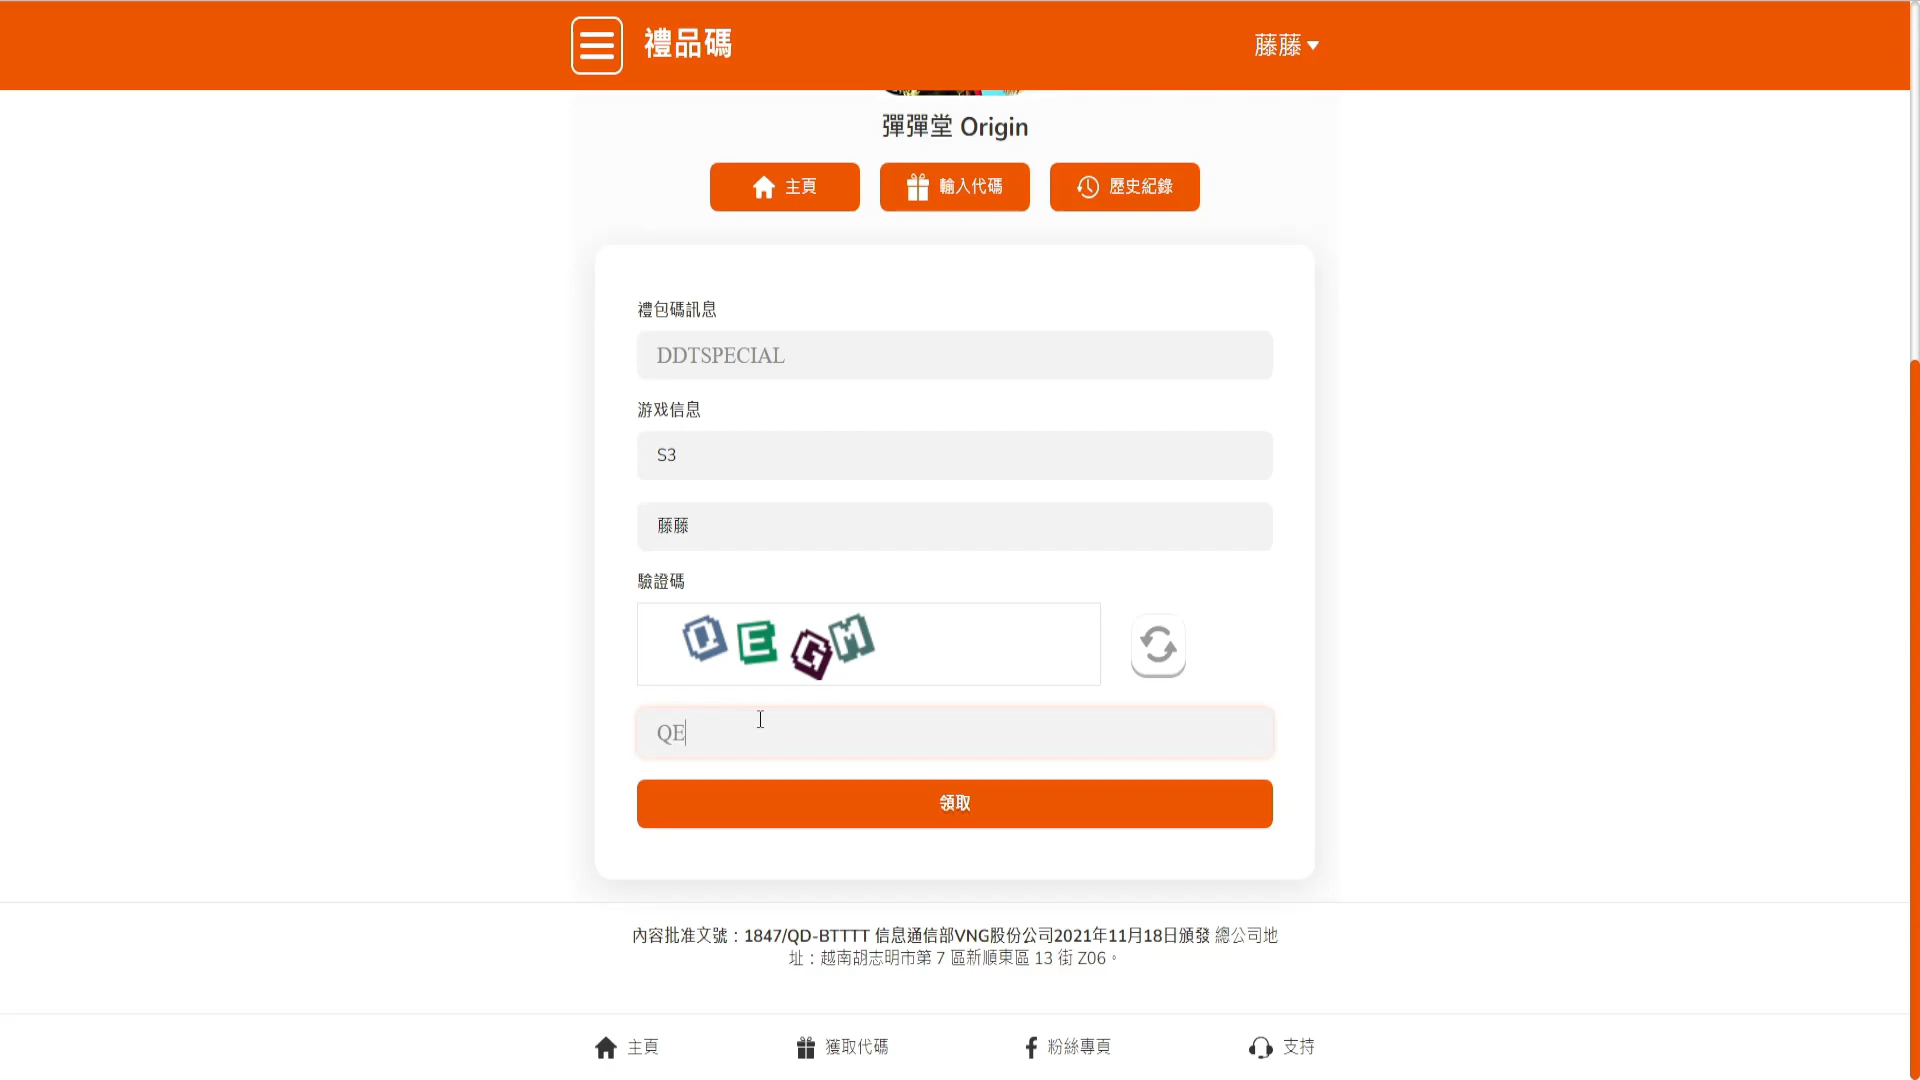 禮品碼
藤藤
彈彈堂 Origin
主頁
輸入代碼
歷史紀錄
禮包碼訊息
DDTSPECIAL
游戏信息
S3
藤藤
驗證碼
QEGM
QE
領取
內容批准文號：1847/QD-BTTTT 信息通信部VNG股份公司2021年11月18日頒發 總公司地
址：越南胡志明市第 7 區新順東區 13 街 Z06。
主頁
獲取代碼
粉絲專頁
支持